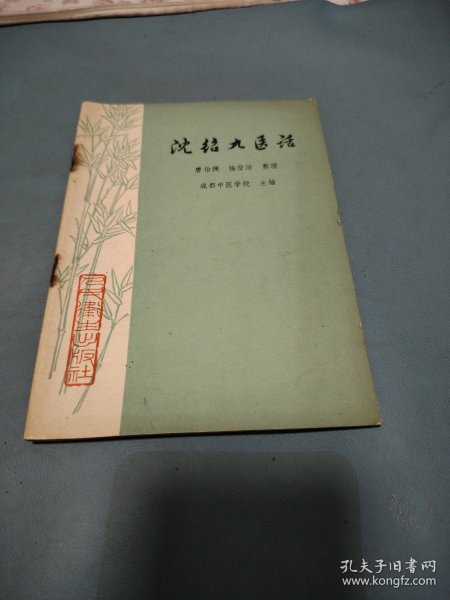 沈绍九医话
唐伯渊 杨莹洁 整理
成都中医学院 主编
人民卫生出版社
孔夫子旧书网
www.kongfz.com